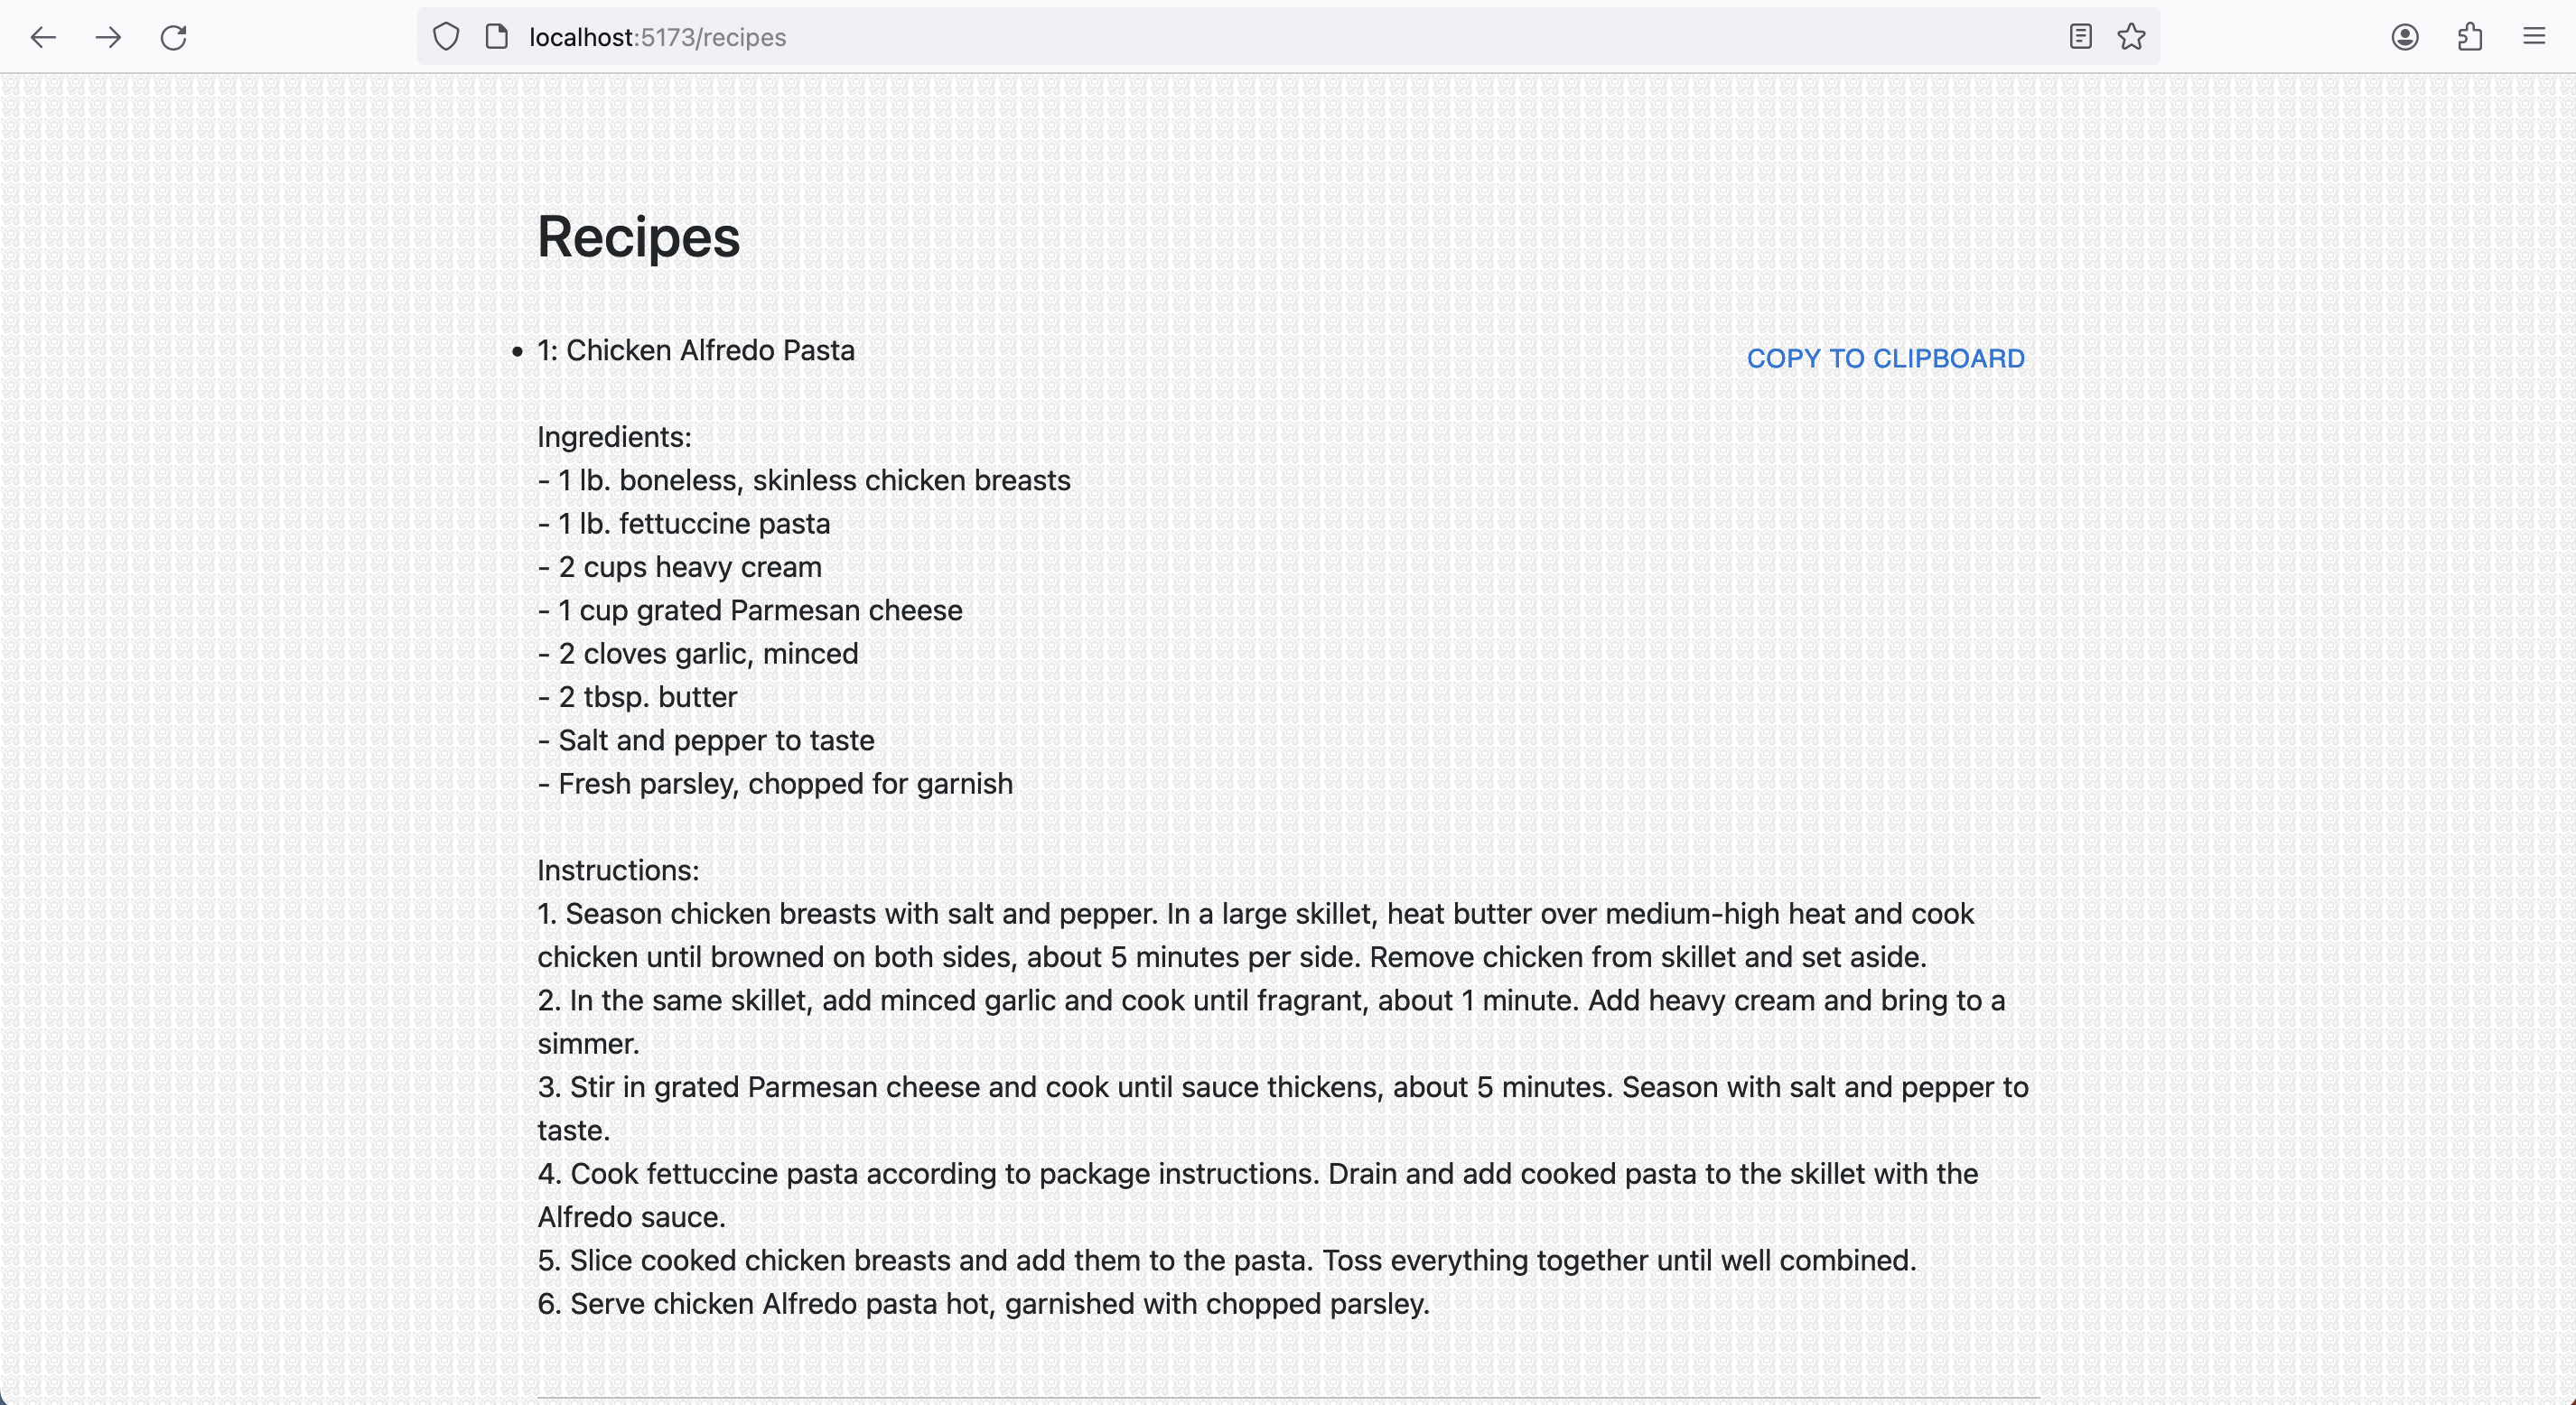 localhost:5173/recipes
Recipes
• 1: Chicken Alfredo Pasta
COPY TO CLIPBOARD
Ingredients:
- 1 lb. boneless, skinless chicken breasts
- 1 lb. fettuccine pasta
- 2 cups heavy cream
- 1 cup grated Parmesan cheese
- 2 cloves garlic, minced
- 2 tbsp. butter
- Salt and pepper to taste
- Fresh parsley, chopped for garnish
Instructions:
1. Season chicken breasts with salt and pepper. In a large skillet, heat butter over medium-high heat and cook
chicken until browned on both sides, about 5 minutes per side. Remove chicken from skillet and set aside.
2. In the same skillet, add minced garlic and cook until fragrant, about 1 minute. Add heavy cream and bring to a
simmer.
3. Stir in grated Parmesan cheese and cook until sauce thickens, about 5 minutes. Season with salt and pepper to
taste.
4. Cook fettuccine pasta according to package instructions. Drain and add cooked pasta to the skillet with the
Alfredo sauce.
5. Slice cooked chicken breasts and add them to the pasta. Toss everything together until well combined.
6. Serve chicken Alfredo pasta hot, garnished with chopped parsley.